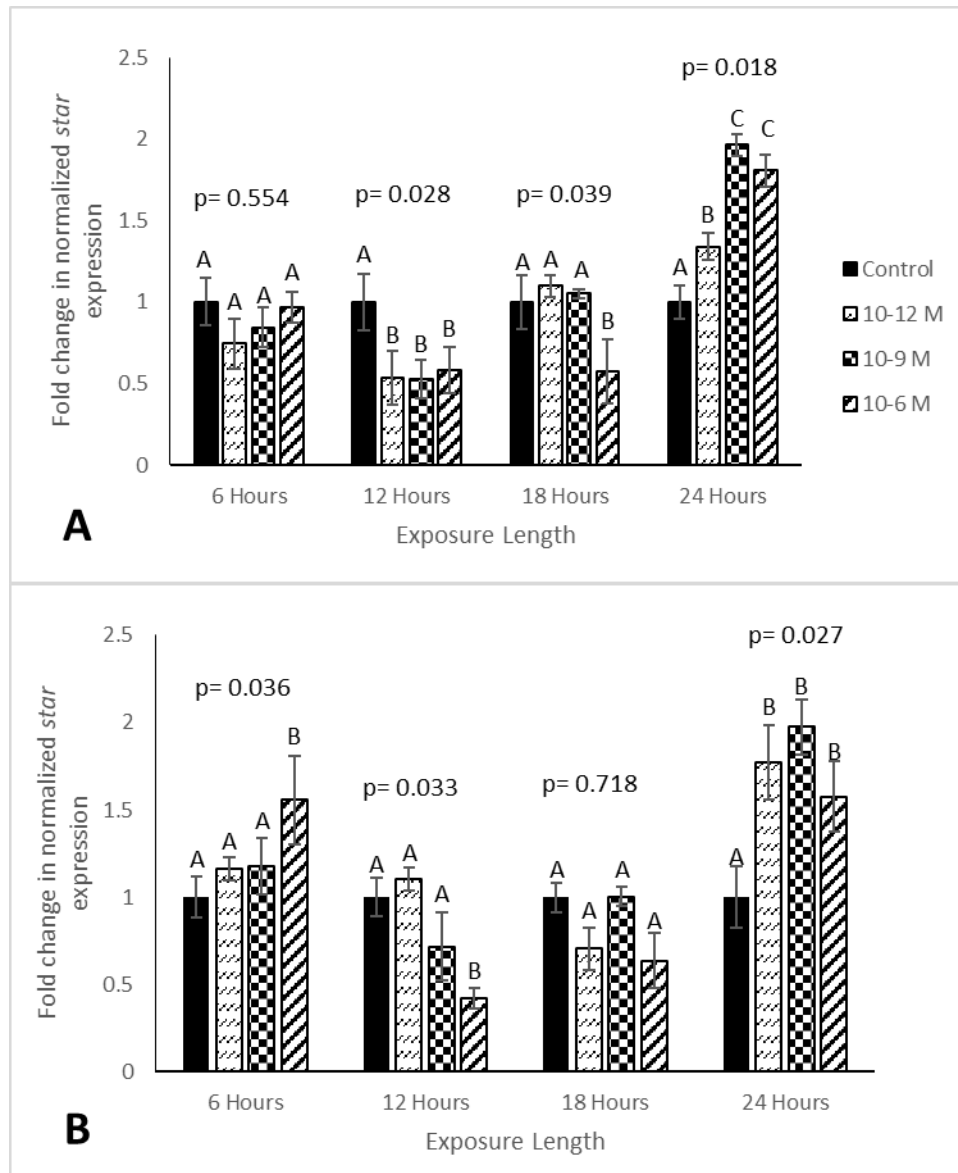 2.5
p= 0.018
C
2
C
p= 0.554
p= 0.028
p= 0.039
B
1.5
A
A
A
A
A
A
A
A
A
Control
1
B
B
B
B
10-12 M
10-9 M
0.5
10-6 M
0
6 Hours
12 Hours
18 Hours
24 Hours
Exposure Length
Fold change in normalized star
expression
A
2.5
p= 0.027
p= 0.036
B
2
B
B
B
p= 0.033
p= 0.718
1.5
A
A
A
A
A
A
A
A
A
A
A
1
B
0.5
0
6 Hours
12 Hours
18 Hours
24 Hours
Exposure Length
Fold change in normalized star
expression
B